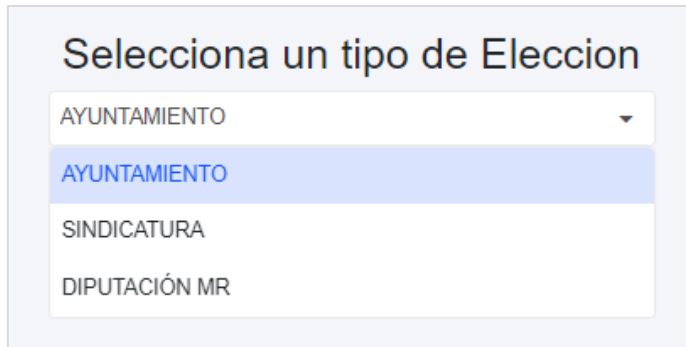 Selecciona un tipo de Eleccion
AYUNTAMIENTO
AYUNTAMIENTO
SINDICATURA
DIPUTACIÓN MR